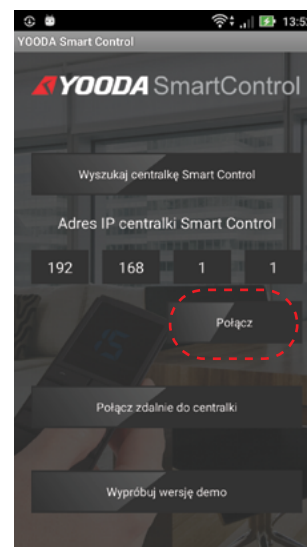 13:5
YOODA Smart Control
YOODA SmartControl
Wyszukaj centralkę Smart Control
Adres IP centralki Smart Control
192 168 1 1
Połącz
Połącz zdalnie do centralki
Wypróbuj wersję demo